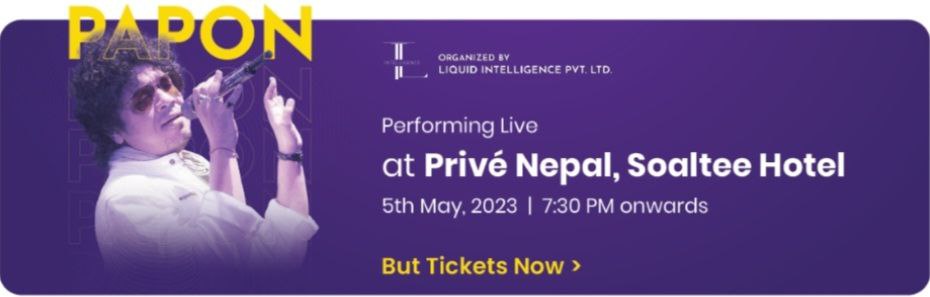 PAPON
ORGANIZED BY
LIQUID INTELLIGENCE PVT. LTD.
Performing Live
at Privé Nepal, Soaltee Hotel
5th May, 2023 | 7:30 PM onwards
But Tickets Now >